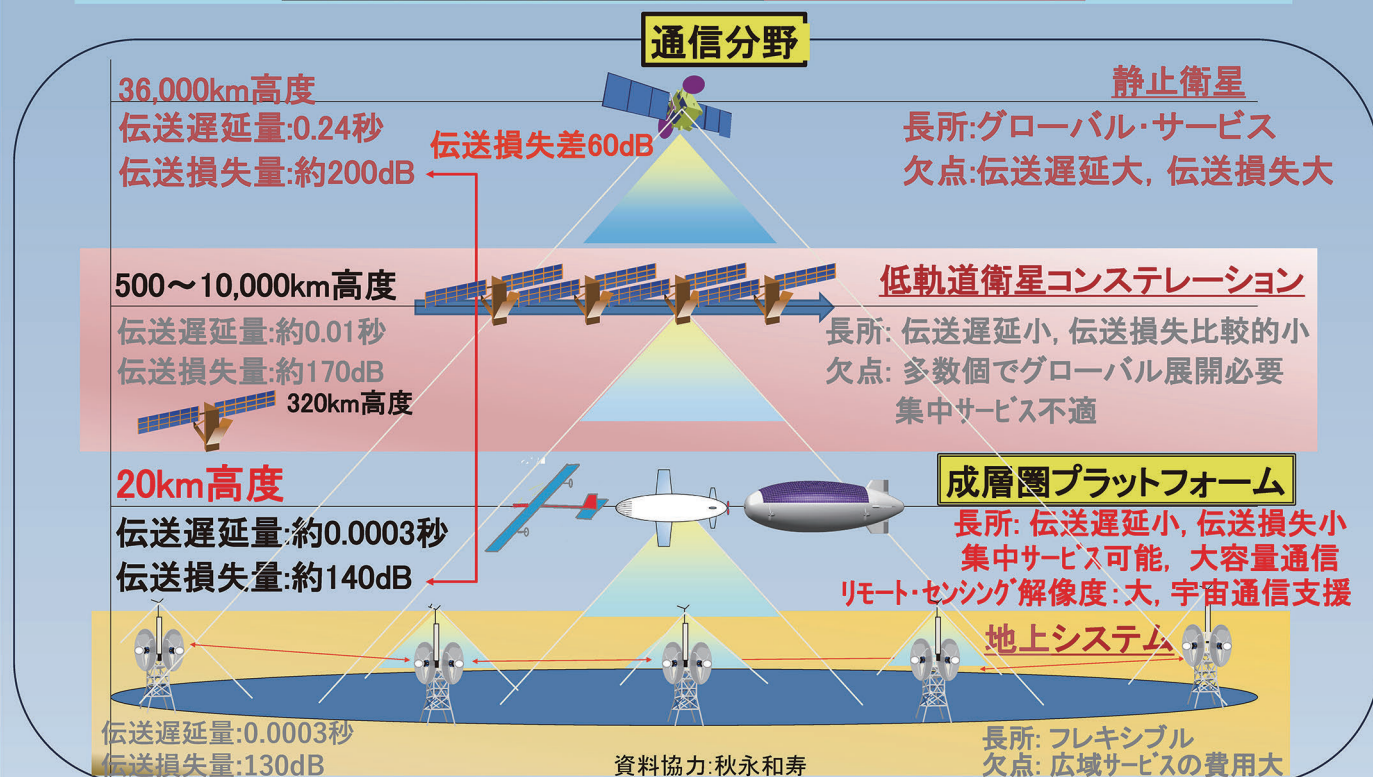 通信分野
36,000km高度
伝送遅延量:0.24秒
伝送損失量:約200dB
伝送損失差60dB
静止衛星
長所:グローバル・サービス
欠点:伝送遅延大, 伝送損失大
500～10,000km高度
伝送遅延量:約0.01秒
伝送損失量:約170dB
320km高度
低軌道衛星コンステレーション
長所: 伝送遅延小, 伝送損失比較的小
欠点: 多数個でグローバル展開必要
集中サービス不適
20km高度
伝送遅延量:約0.0003秒
伝送損失量:約140dB
成層圏プラットフォーム
長所: 伝送遅延小, 伝送損失小
集中サービス可能, 大容量通信
リモート・センシング解像度:大, 宇宙通信支援
地上システム
伝送遅延量:0.0003秒
伝送損失量:130dB
資料協力:秋永和寿
長所: フレキシブル
欠点: 広域サービスの費用大